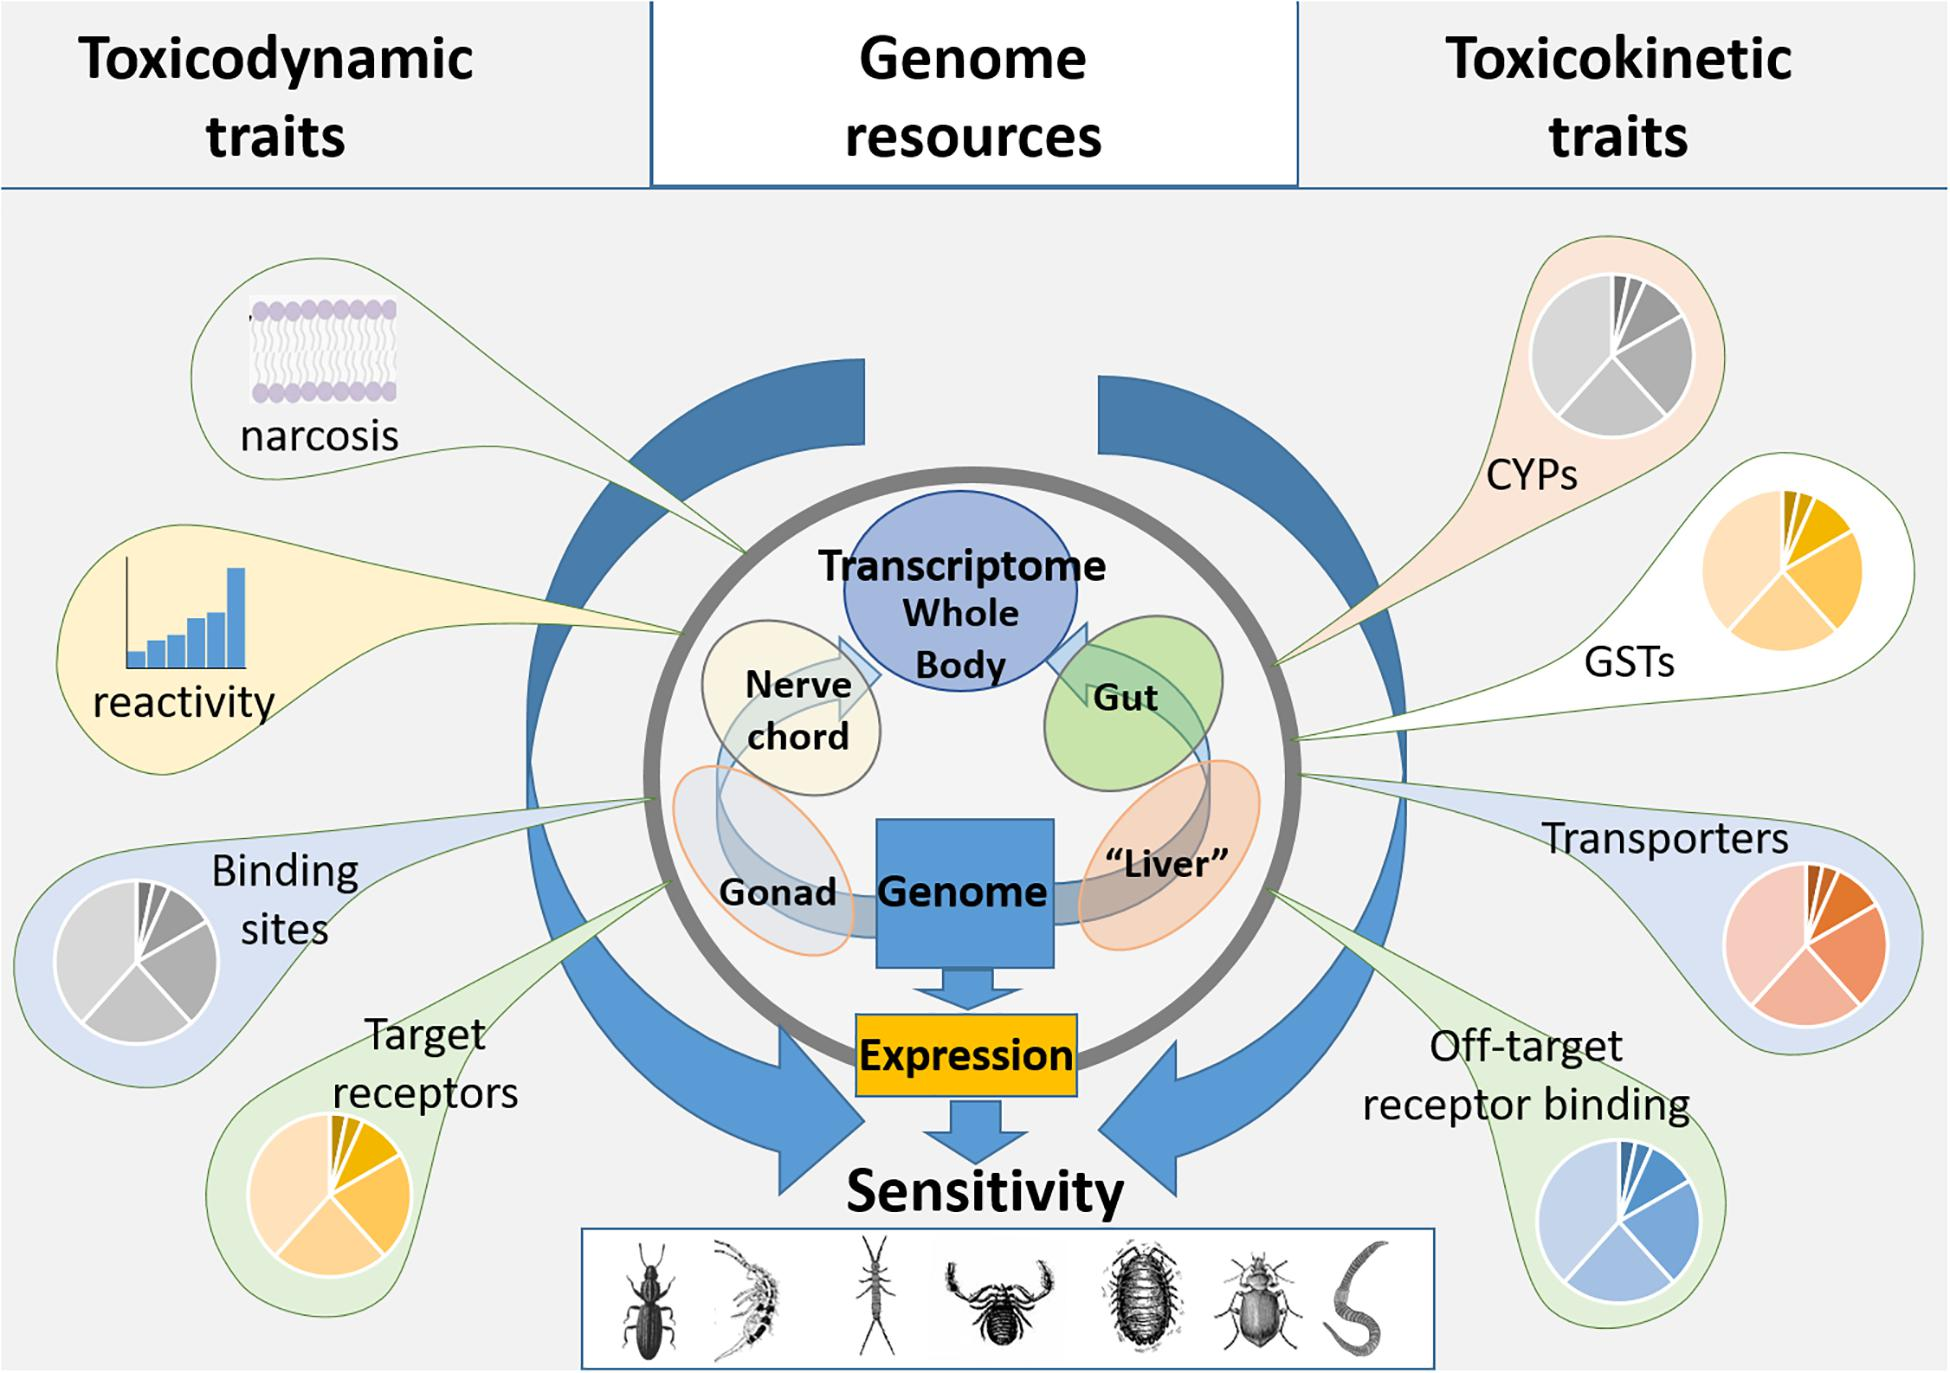 Toxicodynamic
traits
Genome
resources
Toxicokinetic
traits
narcosis
reactivity
Binding
sites
Target
receptors
Transcriptome
Whole
Body
Nerve
chord
Gut
Gonad
Genome
“Liver”
Expression
Sensitivity
CYPs
GSTs
Transporters
Off-target
receptor binding